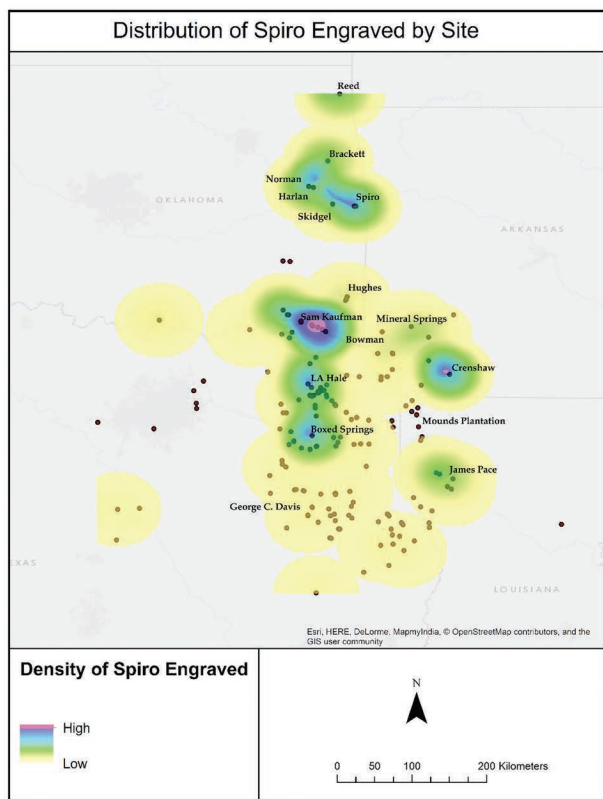 Distribution of Spiro Engraved by Site
Reed
Brackett
Norman
OKLAHOMA
Harlan
Spiro
Skidgel
ARKANSAS
Hughes
Sam Kaufman
Mineral Springs
Bowman
Crenshaw
LA Hale
Mounds Plantation
Boxed Springs
James Pace
George C. Davis
EXAS
LOUISIANA
Esri, HERE, DeLorme, MapmyIndia, © OpenStreetMap contributors, and the
GIS user community
Density of Spiro Engraved
High
Low
N
0 50 100 200 Kilometers